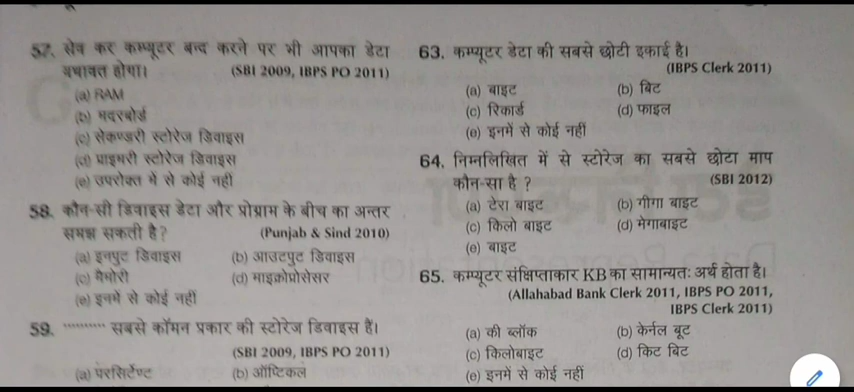 57. सेव कर कम्प्यूटर बन्द करने पर भी आपका डेटा
यथावत होगा। (SBI 2009, IBPS PO 2011)
(a) RAM
(b) मदरबोर्ड
(c) सेकण्डरी स्टोरेज डिवाइस
(d) प्राइमरी स्टोरेज डिवाइस
(e) उपरोक्त में से कोई नहीं
58. कौन-सी डिवाइस डेटा और प्रोग्राम के बीच का अन्तर
समझ सकती है? (Punjab & Sind 2010)
(a) इनपुट डिवाइस (b) आउटपुट डिवाइस
(c) मैमोरी (d) माइक्रोप्रोसेसर
(e) इनमें से कोई नहीं
59. .......... सबसे कॉमन प्रकार की स्टोरेज डिवाइस हैं।
(SBI 2009, IBPS PO 2011)
(a) परसिर्टेण्ट (b) ऑप्टिकल
63. कम्प्यूटर डेटा की सबसे छोटी इकाई है।
(IBPS Clerk 2011)
(a) बाइट (b) बिट
(c) रिकार्ड (d) फाइल
(e) इनमें से कोई नहीं
64. निम्नलिखित में से स्टोरेज का सबसे छोटा माप
कौन-सा है ? (SBI 2012)
(a) टेरा बाइट (b) गीगा बाइट
(c) किलो बाइट (d) मेगाबाइट
(e) बाइट
65. कम्प्यूटर संक्षिप्ताकार KB का सामान्यतः अर्थ होता है।
(Allahabad Bank Clerk 2011, IBPS PO 2011,
IBPS Clerk 2011)
(a) की ब्लॉक (b) केर्नल बूट
(c) किलोबाइट (d) किट बिट
(e) इनमें से कोई नहीं